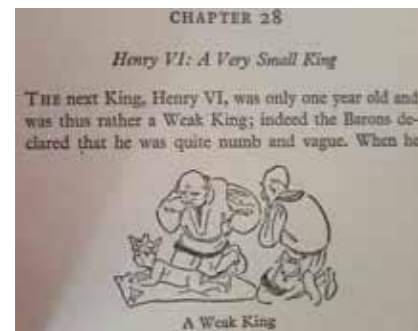 CHAPTER 28
Henry VI: A Very Small King
THE next King, Henry VI, was only one year old and
was thus rather a Weak King; indeed the Barons de-
clared that he was quite numb and vague. When he
A Weak King